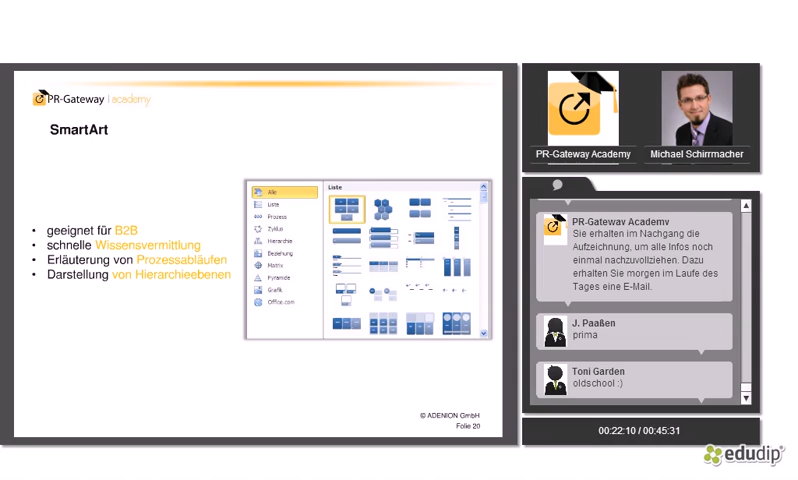 PR-Gateway | academy
SmartArt
geeignet für B2B
schnelle Wissensvermittlung
Erläuterung von Prozessabläufen
Darstellung von Hierarchieebenen
Alle
Liste
Prozess
Zyklus
Hierarchie
Beziehung
Matrix
Pyramide
Grafik
Office.com
Liste
© ADENION GmbH
Folie 20
PR-Gateway Academy
Michael Schirrmacher
PR-Gateway Academy
Sie erhalten im Nachgang die
Aufzeichnung, um alle Infos noch
einmal nachzuvollziehen. Dazu
erhalten Sie morgen im Laufe des
Tages eine E-Mail.
J. Paaßen
prima
Toni Garden
oldschool :)
00:22:10 / 00:45:31
edudip